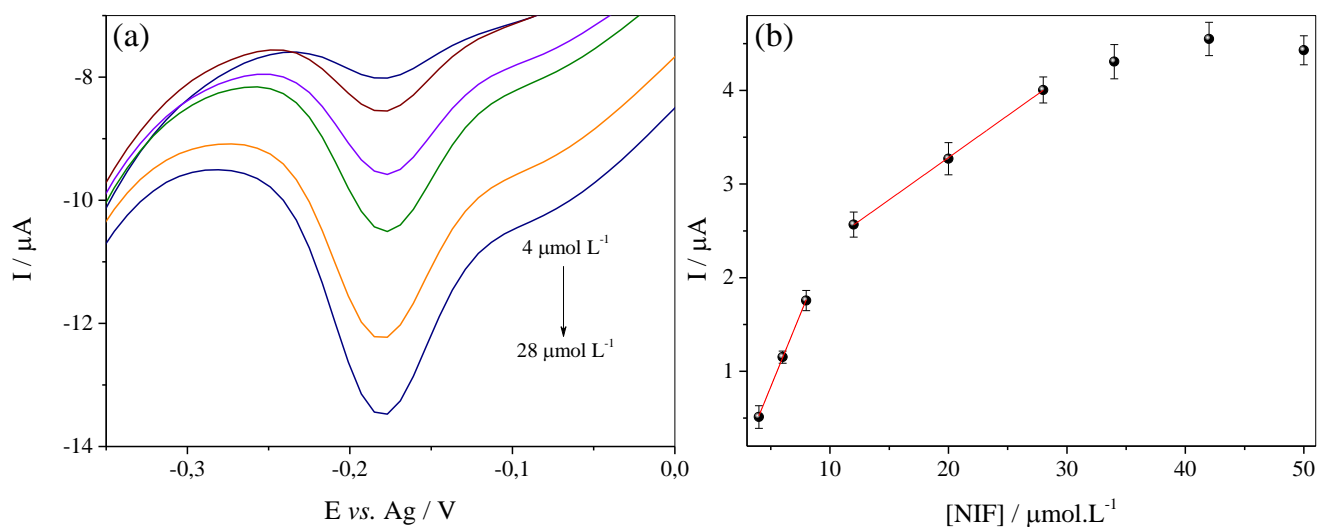 (a)
-8
-10
-12
-14
I / μA
-0,3
-0,2
-0,1
0,0
E vs. Ag / V
4 μmol L⁻¹
28 μmol L⁻¹
(b)
4
3
2
1
I / μA
10
20
30
40
50
[NIF] / μmol.L⁻¹